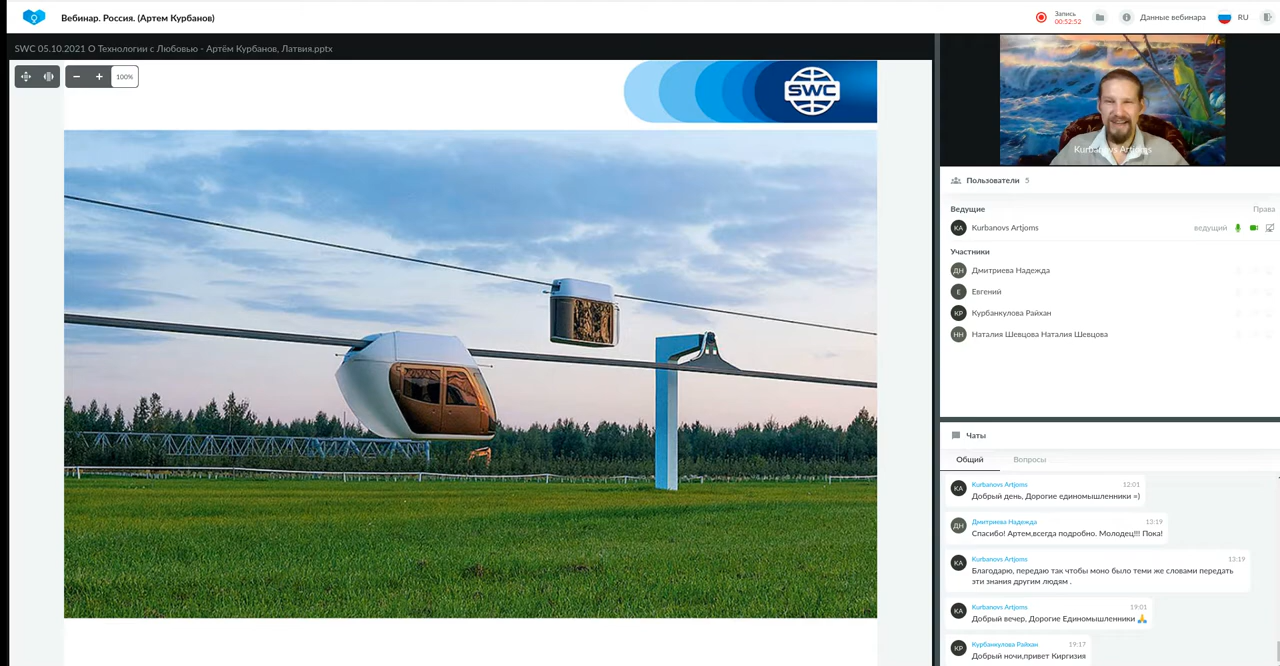 Вебинар. Россия. (Артем Курбанов)
Запись
00:52:52
Данные вебинара
RU
SWC 05.10.2021 О Технологии с Любовью - Артём Курбанов, Латвия.pptx
100%
SWC
Kurbanovs Artjoms
Пользователи 5
Ведущие
Права
KA
Kurbanovs Artjoms
ведущий
Участники
ДН
Дмитриева Надежда
Е
Евгений
КР
Курбанкулова Райхан
НН
Наталия Шевцова Наталия Шевцова
Чаты
Общий
Вопросы
KA
Kurbanovs Artjoms
12:01
Добрый день, Дорогие единомышленники =)
ДН
Дмитриева Надежда
13:19
Спасибо! Артем,всегда подробно. Молодец!!! Пока!
KA
Kurbanovs Artjoms
13:19
Благодарю, передаю так чтобы моно было теми же словами передать
эти знания другим людям .
KA
Kurbanovs Artjoms
19:01
Добрый вечер, Дорогие Единомышленники 🙏
КР
Курбанкулова Райхан
19:17
Добрый ночи,привет Киргизия